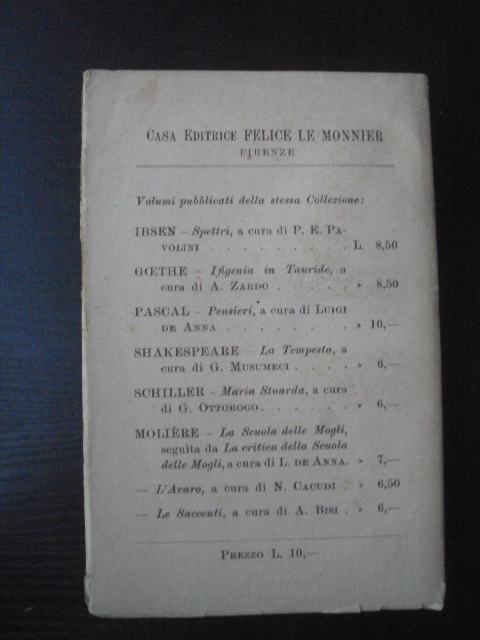 CASA EDITRICE FELICE LE MONNIER
FIRENZE
Volumi pubblicati della stessa Collezione:
IBSEN – Spettri, a cura di P. E. PA-
VOLINI . . . . . . . . . L. 8,50
GŒTHE – Ifigenia in Tauride, a
cura di A. ZARDO . . . . . » 8,50
PASCAL – Pensieri, a cura di LUIGI
DE ANNA . . . . . . . . » 10,—
SHAKESPEARE – La Tempesta, a
cura di G. MUSUMECI . . . . » 6,—
SCHILLER – Maria Stuarda, a cura
di G. OTTOBOGO. . . . . . » 6,—
MOLIÈRE – La Scuola delle Mogli,
seguìta da La critica della Scuola
delle Mogli, a cura di L. DE ANNA. » 7,—
— L'Avaro, a cura di N. CACUDI . » 6,50
— Le Saccenti, a cura di A. BISI . » 6,—
PREZZO L. 10,—